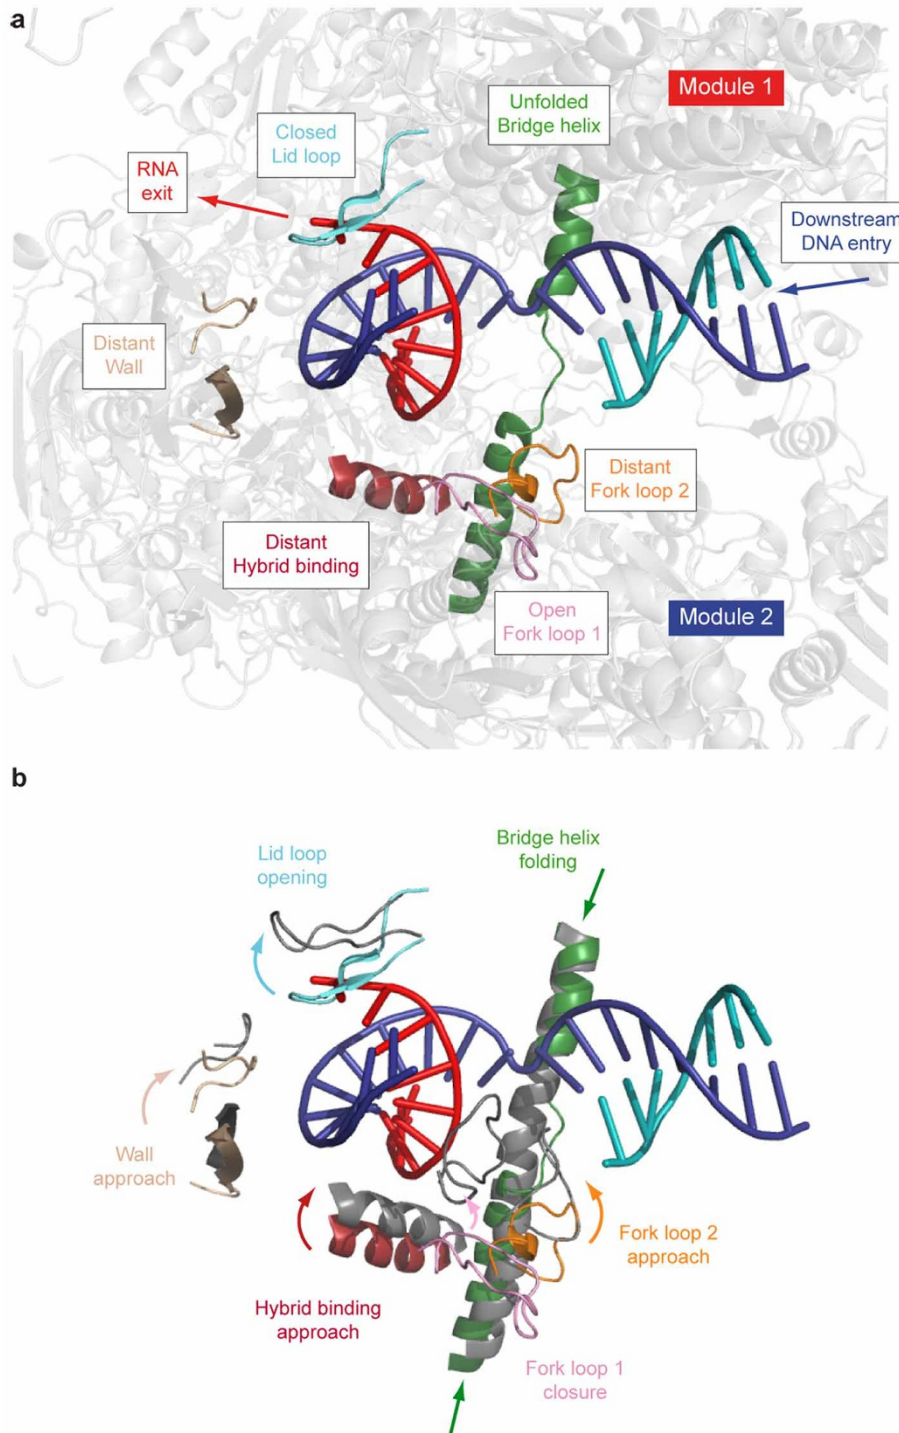 a
Module 1
Unfolded
Bridge helix
Closed
Lid loop
RNA
exit
Downstream
DNA entry
Distant
Wall
Distant
Fork loop 2
Distant
Hybrid binding
Open
Fork loop 1
Module 2
b
Bridge helix
folding
Lid loop
opening
Wall
approach
Fork loop 2
approach
Hybrid binding
approach
Fork loop 1
closure